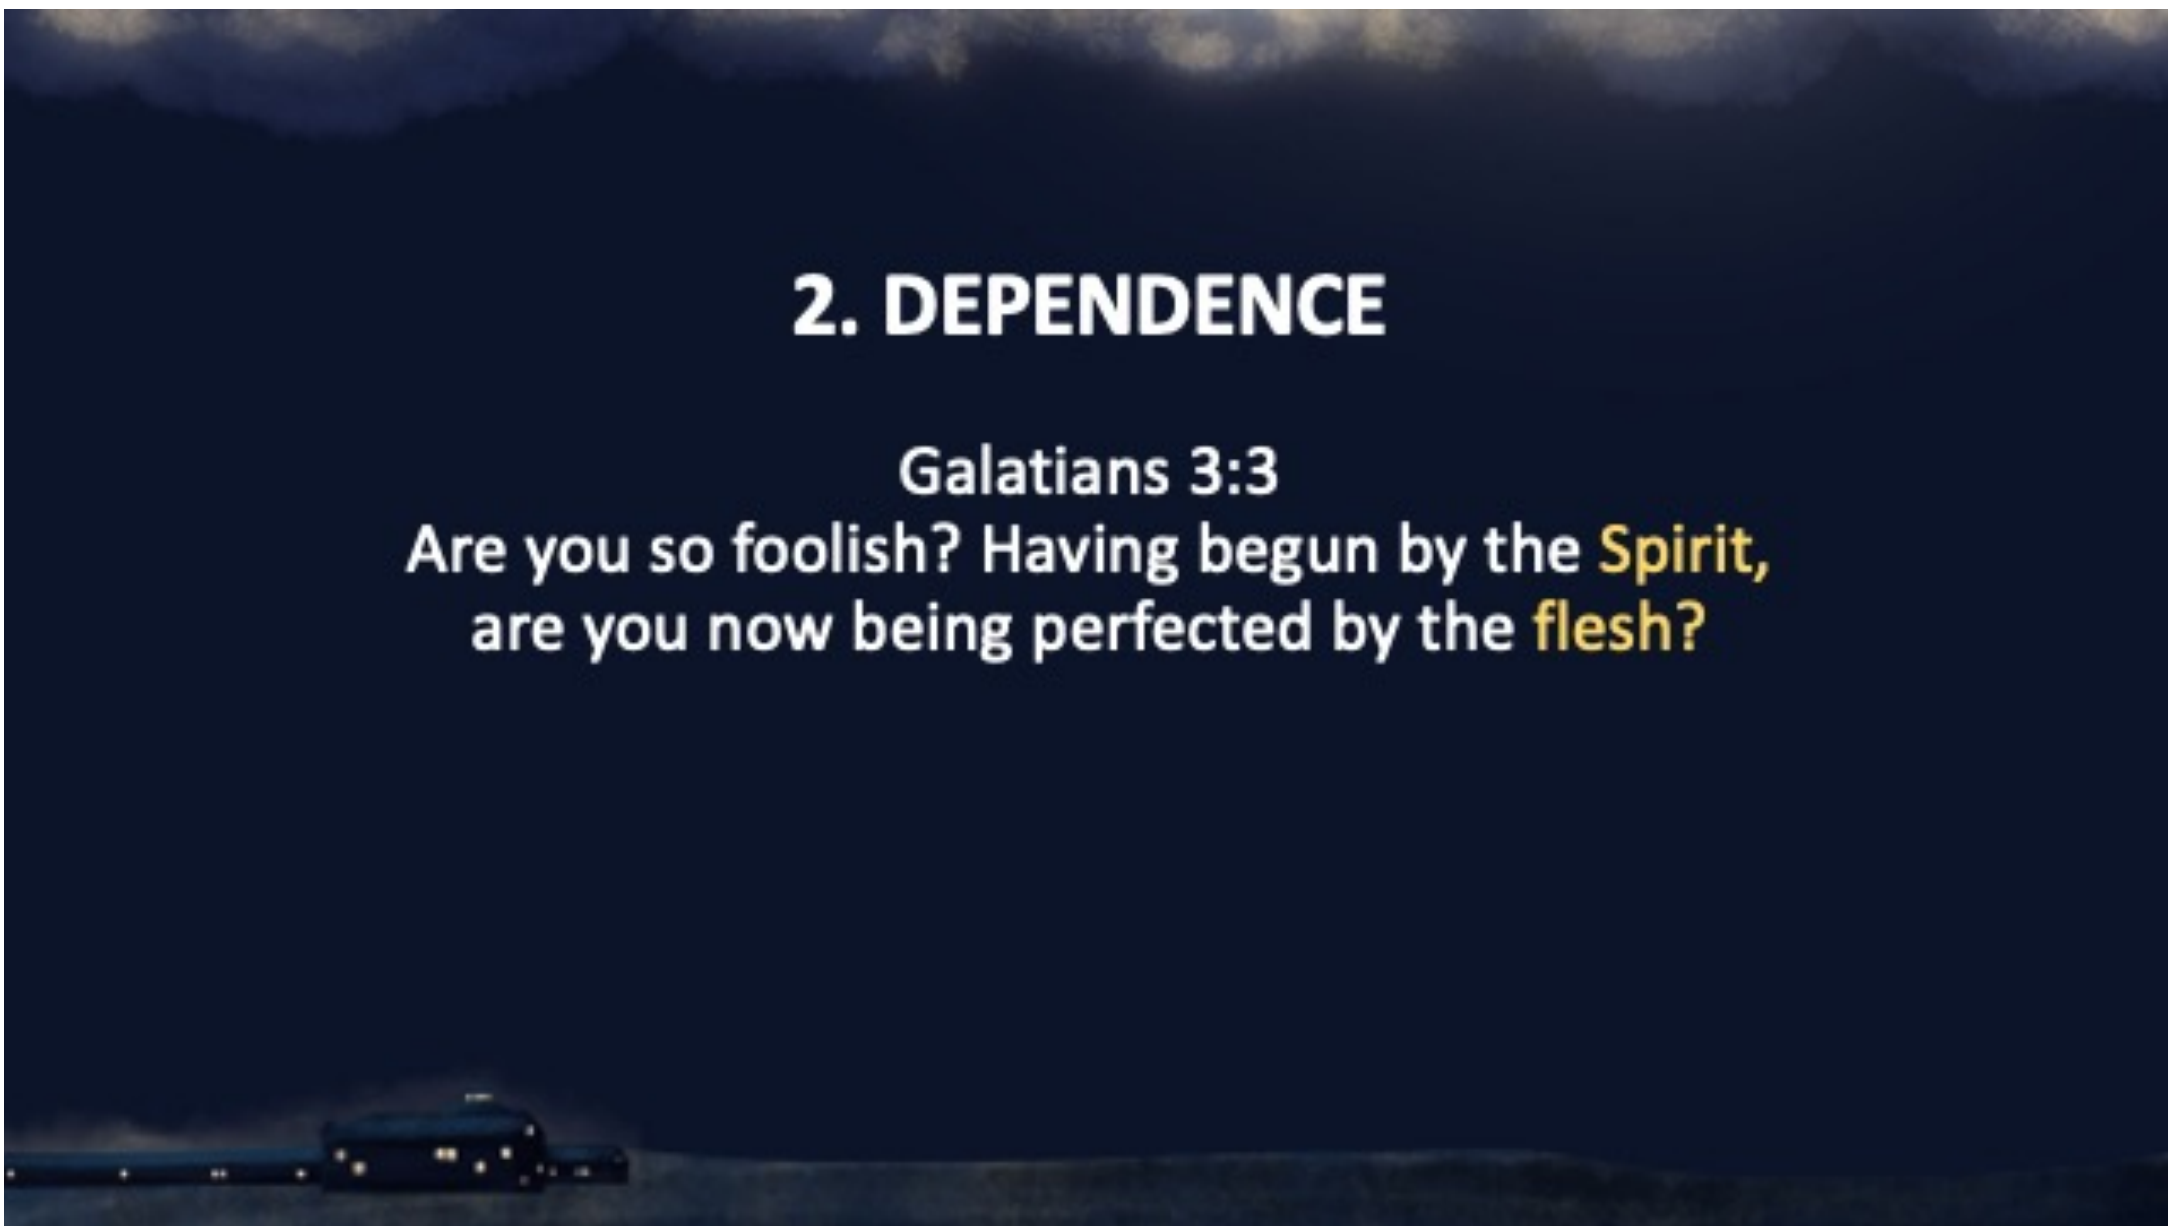 2. DEPENDENCE
Galatians 3:3
Are you so foolish? Having begun by the Spirit,
are you now being perfected by the flesh?